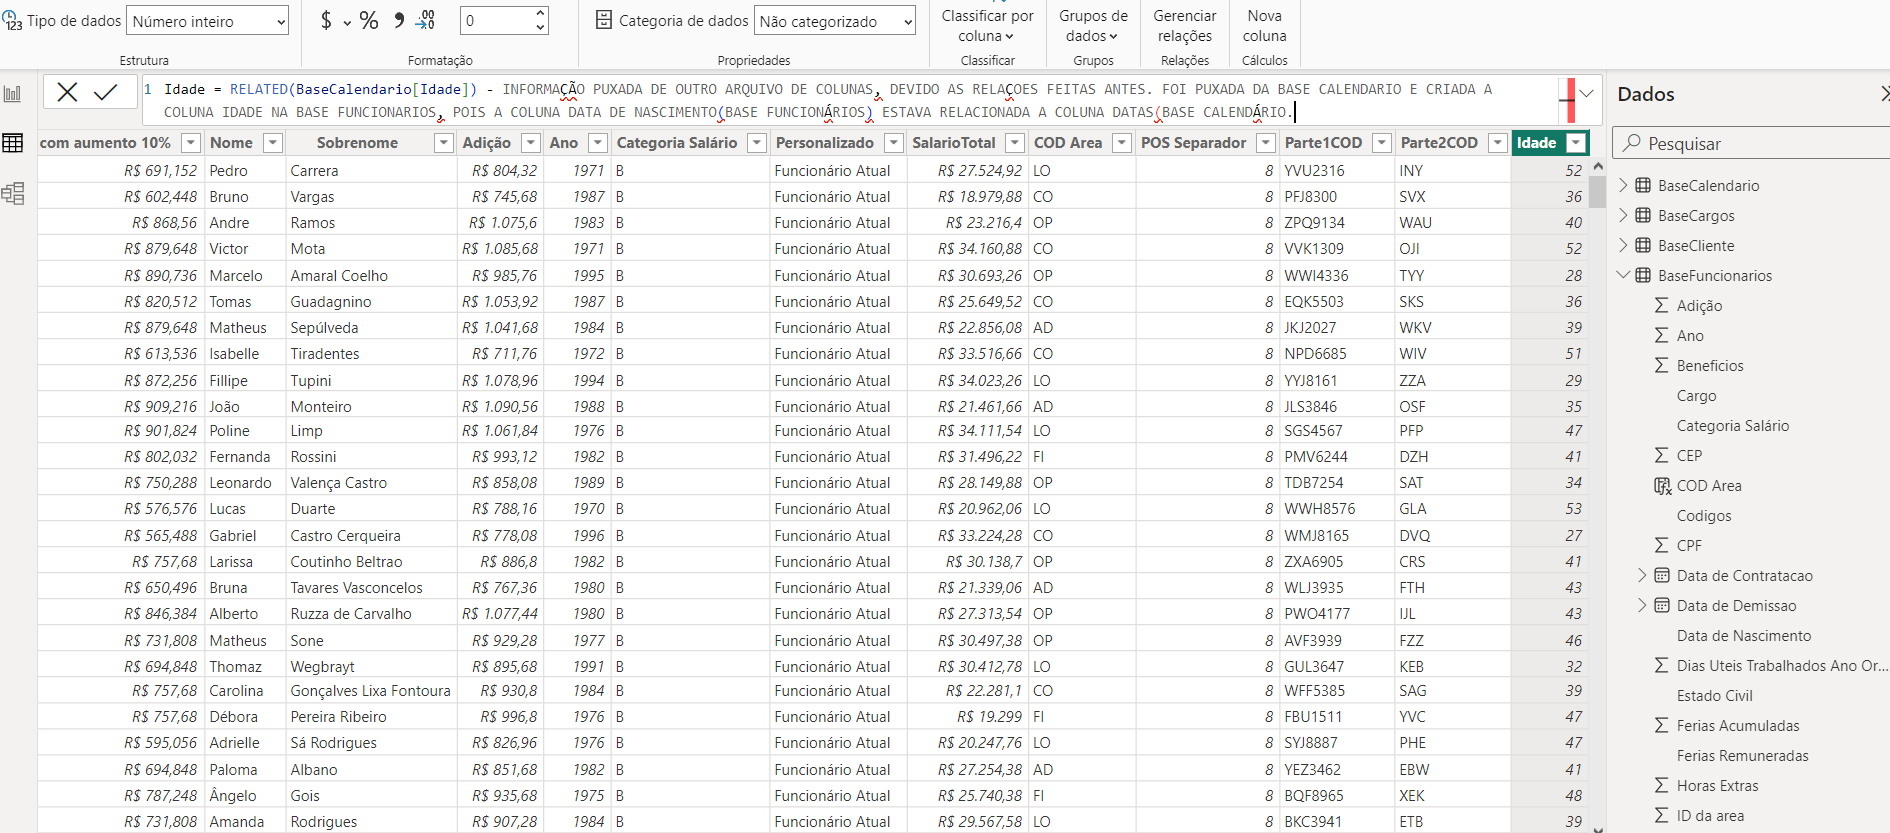 Tipo de dados Número inteiro
$ % 9 .00 0
Categoria de dados Não categorizado
Classificar por coluna
Grupos de dados
Gerenciar relações
Nova coluna
Estrutura Formatação Propriedades Classificar Grupos Relações Cálculos
1 Idade = RELATED(BaseCalendario[Idade]) - INFORMAÇÃO PUXADA DE OUTRO ARQUIVO DE COLUNAS, DEVIDO AS RELAÇOES FEITAS ANTES. FOI PUXADA DA BASE CALENDARIO E CRIADA A
COLUNA IDADE NA BASE FUNCIONARIOS, POIS A COLUNA DATA DE NASCIMENTO(BASE FUNCIONÁRIOS) ESTAVA RELACIONADA A COLUNA DATAS(BASE CALENDÁRIO.
com aumento 10% Nome Sobrenome Adição Ano Categoria Salário Personalizado SalarioTotal COD Area POS Separador Parte1COD Parte2COD Idade
R$ 691,152 Pedro Carrera R$ 804,32 1971 B Funcionário Atual R$ 27.524,92 LO 8 YVU2316 INY 52
R$ 602,448 Bruno Vargas R$ 745,68 1987 B Funcionário Atual R$ 18.979,88 CO 8 PFJ8300 SVX 36
R$ 868,56 Andre Ramos R$ 1.075,6 1983 B Funcionário Atual R$ 23.216,4 OP 8 ZPQ9134 WAU 40
R$ 879,648 Victor Mota R$ 1.085,68 1971 B Funcionário Atual R$ 34.160,88 CO 8 VVK1309 OJI 52
R$ 890,736 Marcelo Amaral Coelho R$ 985,76 1995 B Funcionário Atual R$ 30.693,26 OP 8 WWI4336 TYY 28
R$ 820,512 Tomas Guadagnino R$ 1.053,92 1987 B Funcionário Atual R$ 25.649,52 CO 8 EQK5503 SKS 36
R$ 879,648 Matheus Sepúlveda R$ 1.041,68 1984 B Funcionário Atual R$ 22.856,08 AD 8 JKJ2027 WKV 39
R$ 613,536 Isabelle Tiradentes R$ 711,76 1972 B Funcionário Atual R$ 33.516,66 CO 8 NPD6685 WIV 51
R$ 872,256 Fillipe Tupini R$ 1.078,96 1994 B Funcionário Atual R$ 34.023,26 LO 8 YYJ8161 ZZA 29
R$ 909,216 João Monteiro R$ 1.090,56 1988 B Funcionário Atual R$ 21.461,66 AD 8 JLS3846 OSF 35
R$ 901,824 Poline Limp R$ 1.061,84 1976 B Funcionário Atual R$ 34.111,54 LO 8 SGS4567 PFP 47
R$ 802,032 Fernanda Rossini R$ 993,12 1982 B Funcionário Atual R$ 31.496,22 FI 8 PMV6244 DZH 41
R$ 750,288 Leonardo Valença Castro R$ 858,08 1989 B Funcionário Atual R$ 28.149,88 OP 8 TDB7254 SAT 34
R$ 576,576 Lucas Duarte R$ 788,16 1970 B Funcionário Atual R$ 20.962,06 LO 8 WWH8576 GLA 53
R$ 565,488 Gabriel Castro Cerqueira R$ 778,08 1996 B Funcionário Atual R$ 33.224,28 CO 8 WMJ8165 DVQ 27
R$ 757,68 Larissa Coutinho Beltrao R$ 886,8 1982 B Funcionário Atual R$ 30.138,7 OP 8 ZXA6905 CRS 41
R$ 650,496 Bruna Tavares Vasconcelos R$ 767,36 1980 B Funcionário Atual R$ 21.339,06 AD 8 WLJ3935 FTH 43
R$ 846,384 Alberto Ruzza de Carvalho R$ 1.077,44 1980 B Funcionário Atual R$ 27.313,54 OP 8 PWO4177 IJL 43
R$ 731,808 Matheus Sone R$ 929,28 1977 B Funcionário Atual R$ 30.497,38 OP 8 AVF3939 FZZ 46
R$ 694,848 Thomaz Wegbrayt R$ 895,68 1991 B Funcionário Atual R$ 30.412,78 LO 8 GUL3647 KEB 32
R$ 757,68 Carolina Gonçalves Lixa Fontoura R$ 930,8 1984 B Funcionário Atual R$ 22.281,1 CO 8 WFF5385 SAG 39
R$ 757,68 Débora Pereira Ribeiro R$ 996,8 1976 B Funcionário Atual R$ 19.299 FI 8 FBU1511 YVC 47
R$ 595,056 Adrielle Sá Rodrigues R$ 826,96 1976 B Funcionário Atual R$ 20.247,76 LO 8 SYJ8887 PHE 47
R$ 694,848 Paloma Albano R$ 851,68 1982 B Funcionário Atual R$ 27.254,38 AD 8 YEZ3462 EBW 41
R$ 787,248 Ângelo Gois R$ 935,68 1975 B Funcionário Atual R$ 25.740,38 FI 8 BQF8965 XEK 48
R$ 731,808 Amanda Rodrigues R$ 907,28 1984 B Funcionário Atual R$ 29.567,58 LO 8 BKC3941 ETB 39
Dados
Pesquisar
BaseCalendario
BaseCargos
BaseCliente
BaseFuncionarios
Adição
Ano
Beneficios
Cargo
Categoria Salário
CEP
COD Area
Codigos
CPF
Data de Contratacao
Data de Demissao
Data de Nascimento
Dias Uteis Trabalhados Ano Or...
Estado Civil
Ferias Acumuladas
Ferias Remuneradas
Horas Extras
ID da area